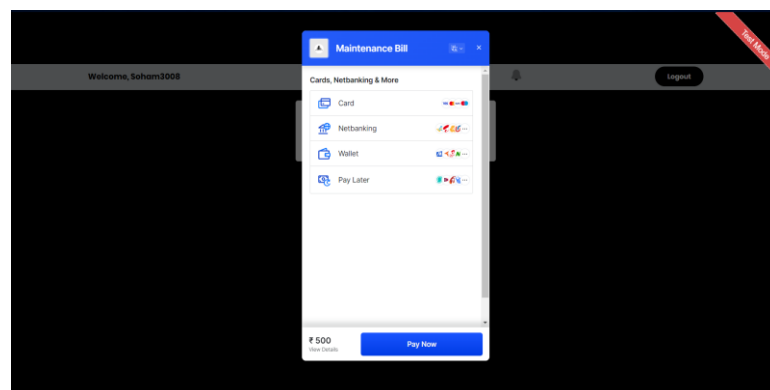 Test Mode
Maintenance Bill
Welcome, Soham3008
Logout
Cards, Netbanking & More
Card
Netbanking
Wallet
Pay Later
₹ 500
View Details
Pay Now